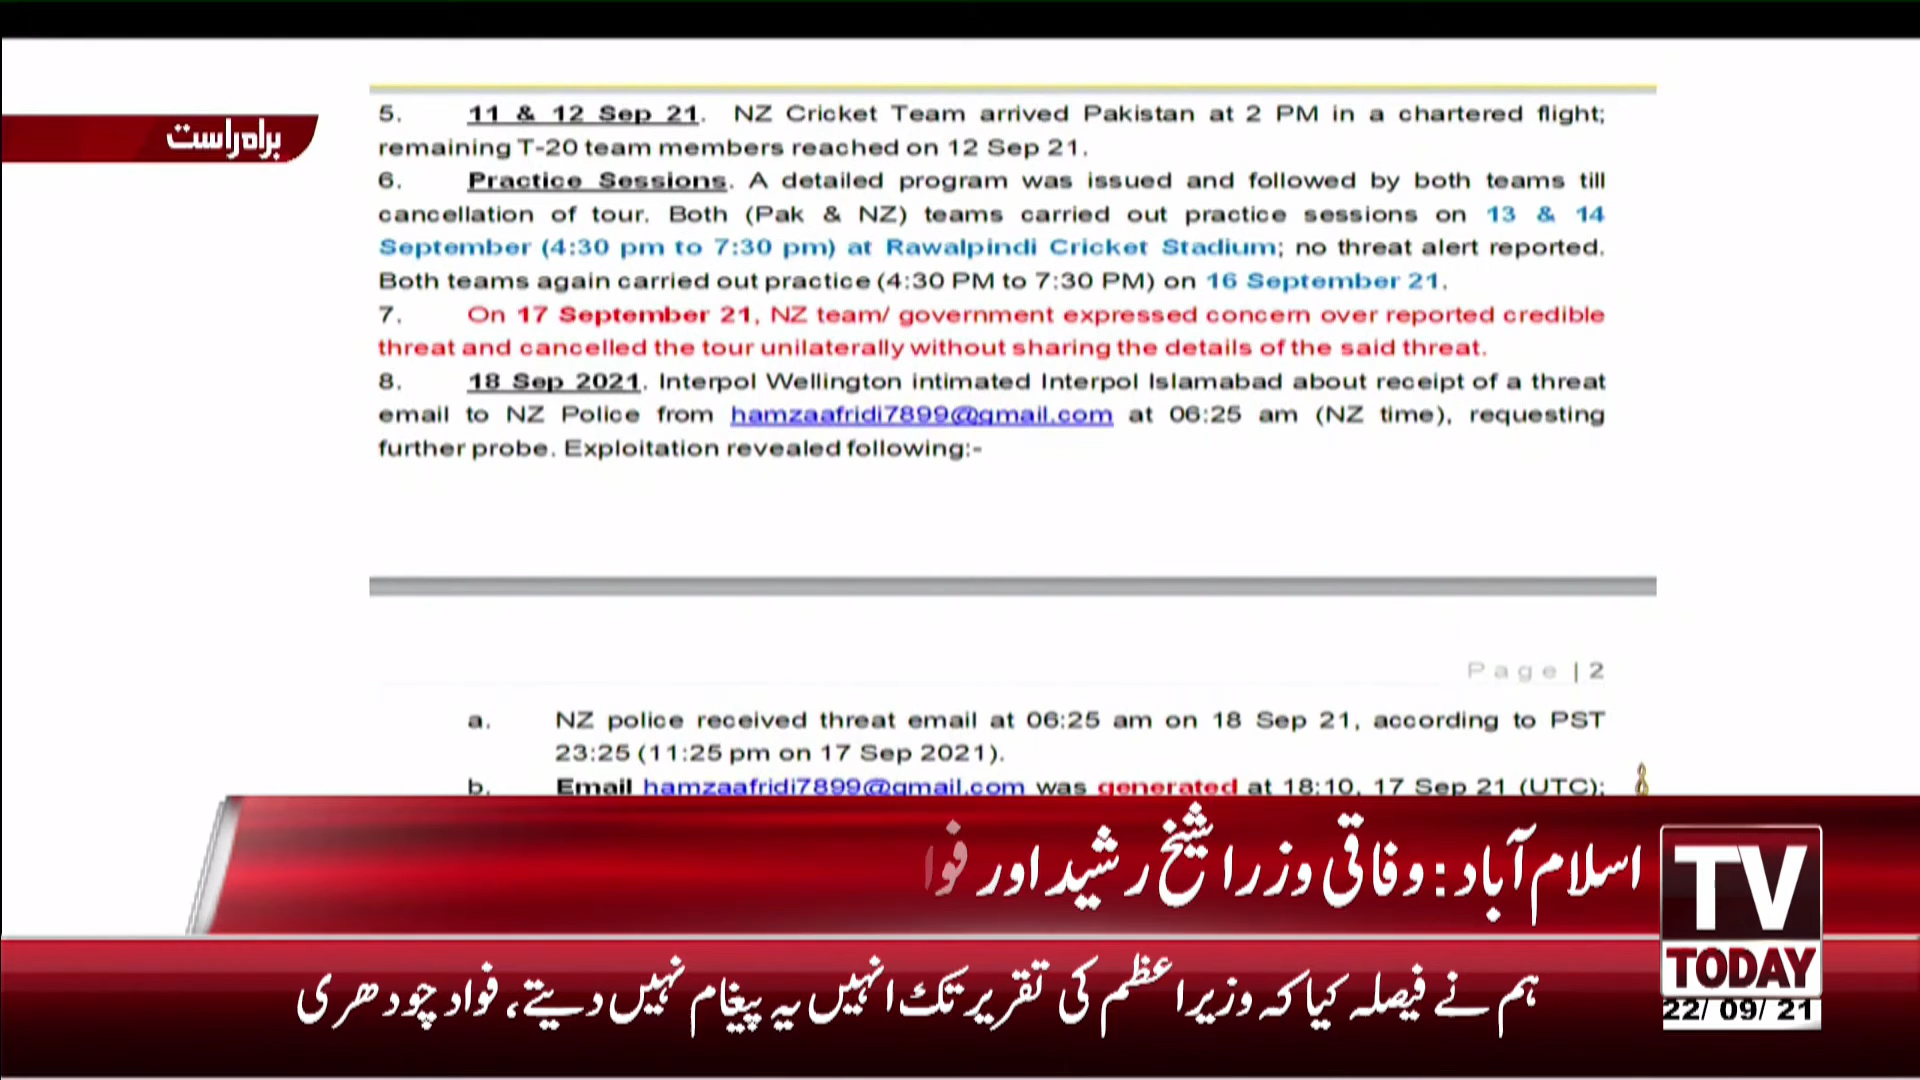 براہ راست
5. 11 & 12 Sep 21. NZ Cricket Team arrived Pakistan at 2 PM in a chartered flight;
remaining T-20 team members reached on 12 Sep 21.
6. Practice Sessions. A detailed program was issued and followed by both teams till
cancellation of tour. Both (Pak & NZ) teams carried out practice sessions on 13 & 14
September (4:30 pm to 7:30 pm) at Rawalpindi Cricket Stadium; no threat alert reported.
Both teams again carried out practice (4:30 PM to 7:30 PM) on 16 September 21.
7. On 17 September 21, NZ team/ government expressed concern over reported credible
threat and cancelled the tour unilaterally without sharing the details of the said threat.
8. 18 Sep 2021. Interpol Wellington intimated Interpol Islamabad about receipt of a threat
email to NZ Police from hamzaafridi7899@gmail.com at 06:25 am (NZ time), requesting
further probe. Exploitation revealed following:-
Page | 2
a. NZ police received threat email at 06:25 am on 18 Sep 21, according to PST
23:25 (11:25 pm on 17 Sep 2021).
b. Email hamzaafridi7899@gmail.com was generated at 18:10, 17 Sep 21 (UTC);
اسلام آباد: وفاقی وزرا شیخ رشید اور فوا
ہم نے فیصلہ کیا کہ وزیراعظم کی تقریر تک انہیں یہ پیغام نہیں دیتے، فواد چودھری
TV
TODAY
22/ 09/ 21